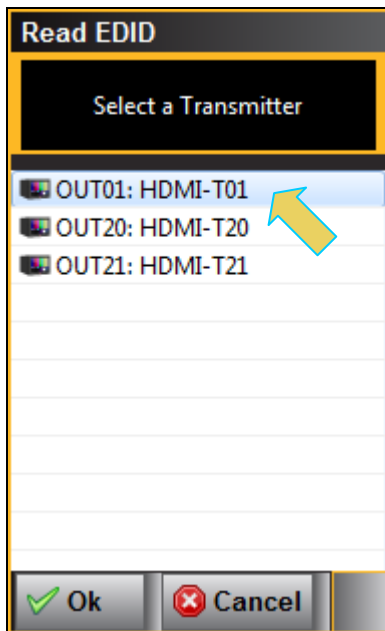 Read EDID
Select a Transmitter
OUT01: HDMI-T01
OUT20: HDMI-T20
OUT21: HDMI-T21
Ok
Cancel